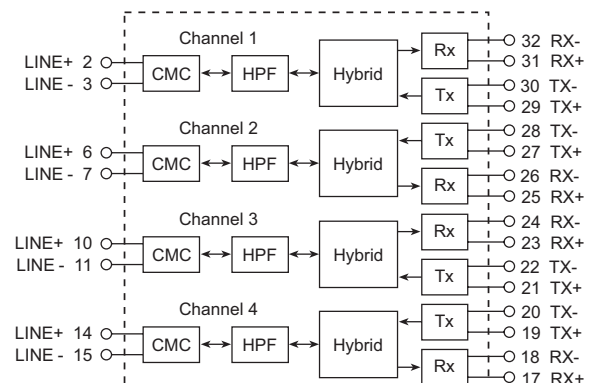 Channel 1
LINE+ 2
LINE - 3
CMC
HPF
Hybrid
Rx
Tx
32 RX-
31 RX+
30 TX-
29 TX+
Channel 2
LINE+ 6
LINE - 7
CMC
HPF
Hybrid
Tx
Rx
28 TX-
27 TX+
26 RX-
25 RX+
Channel 3
LINE+ 10
LINE - 11
CMC
HPF
Hybrid
Rx
Tx
24 RX-
23 RX+
22 TX-
21 TX+
Channel 4
LINE+ 14
LINE - 15
CMC
HPF
Hybrid
Tx
Rx
20 TX-
19 TX+
18 RX-
17 RX+